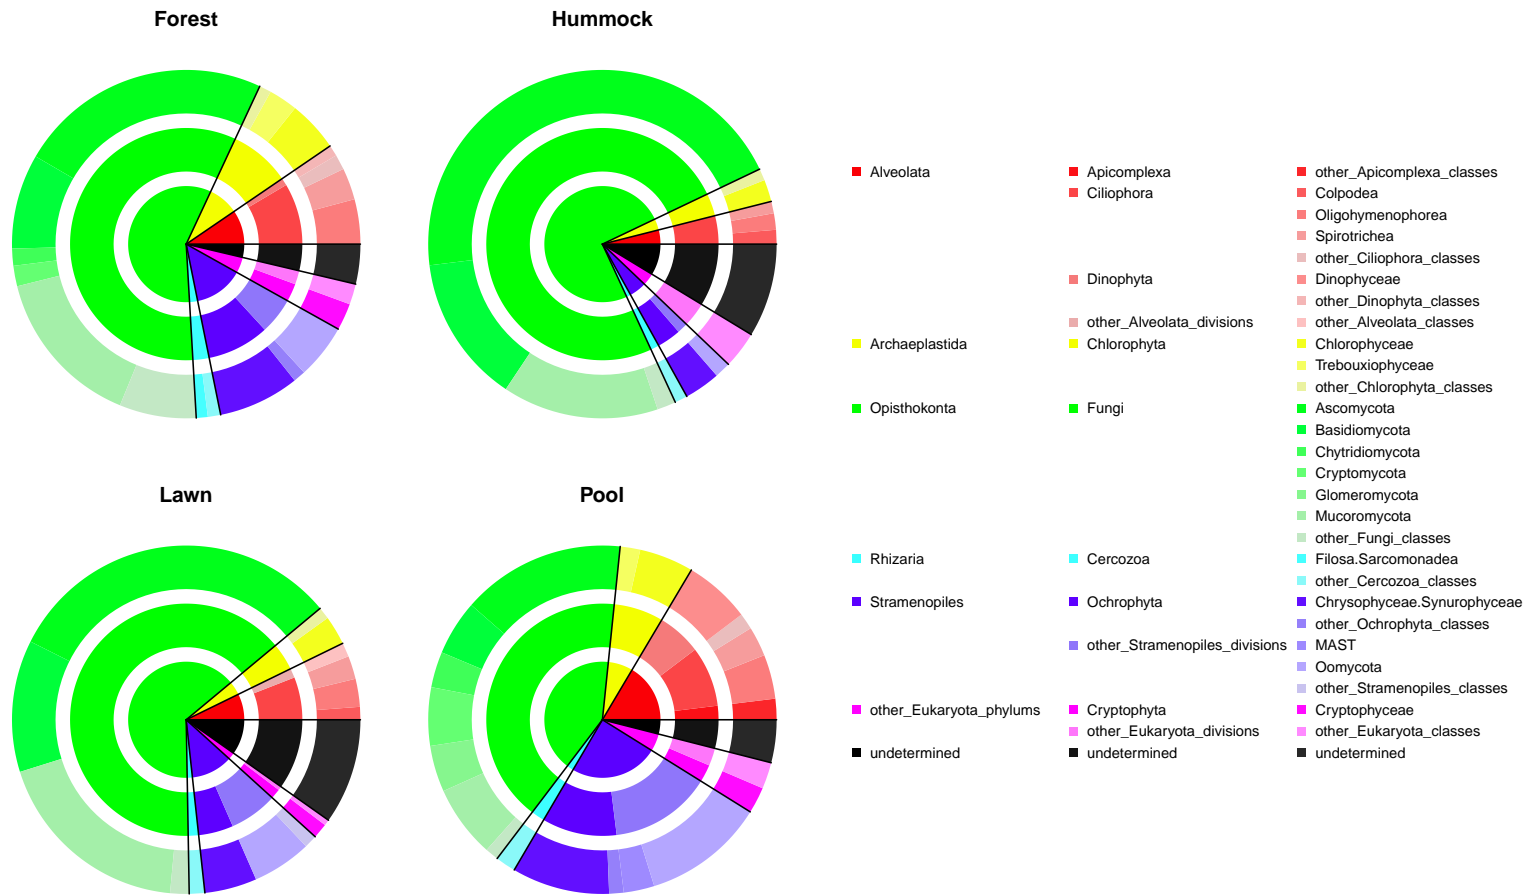 Forest
Hummock
Alveolata Apicomplexa other_Apicomplexa_classes
Ciliophora Colpodea
Oligohymenophorea
Spirotrichea
other_Ciliophora_classes
Dinophyta Dinophyceae
other_Dinophyta_classes
other_Alveolata_divisions other_Alveolata_classes
Archaeplastida Chlorophyta Chlorophyceae
Trebouxiophyceae
other_Chlorophyta_classes
Opisthokonta Fungi Ascomycota
Basidiomycota
Chytridiomycota
Cryptomycota
Glomeromycota
Mucoromycota
other_Fungi_classes
Rhizaria Cercozoa Filosa.Sarcomonadea
other_Cercozoa_classes
Stramenopiles Ochrophyta Chrysophyceae.Synurophyceae
other_Ochrophyta_classes
other_Stramenopiles_divisions MAST
Oomycota
other_Stramenopiles_classes
other_Eukaryota_phylums Cryptophyta Cryptophyceae
other_Eukaryota_divisions other_Eukaryota_classes
undetermined undetermined undetermined
Lawn
Pool